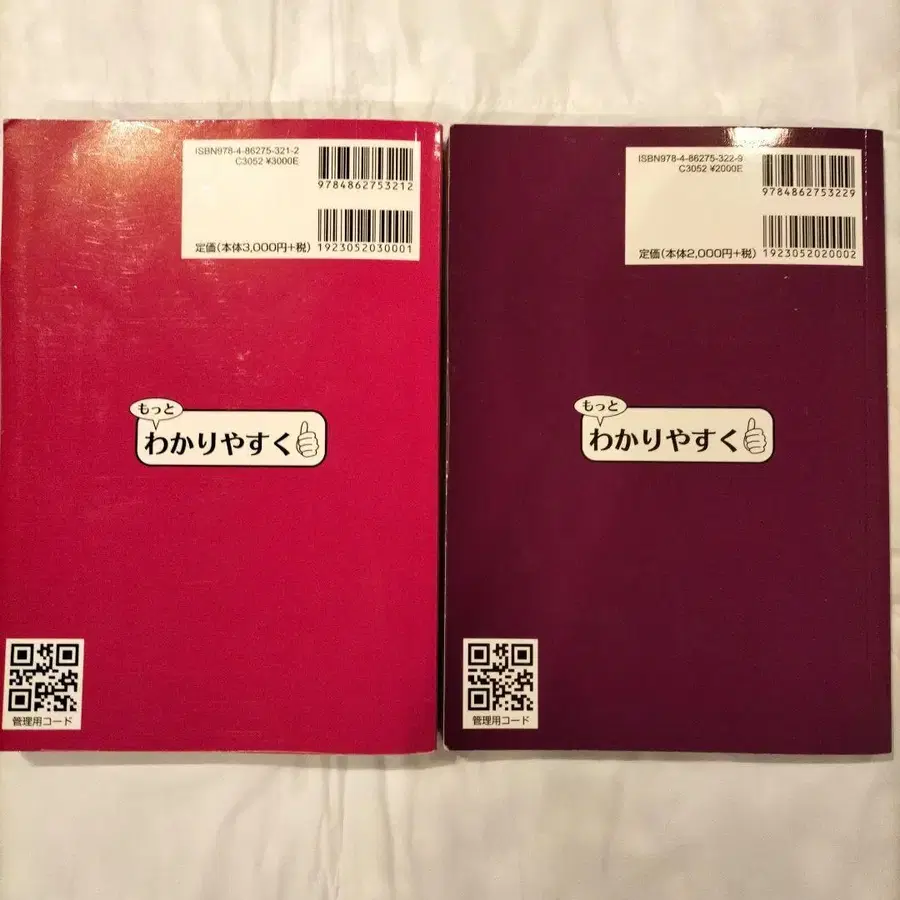 ISBN978-4-86275-321-2
C3052 ¥3000E
9784862753212
定価(本体3,000円+税)
1923052030001
もっと
わかりやすく
管理用コード
ISBN978-4-86275-322-9
C3052 ¥2000E
9784862753229
定価(本体2,000円+税)
1923052020002
もっと
わかりやすく
管理用コード